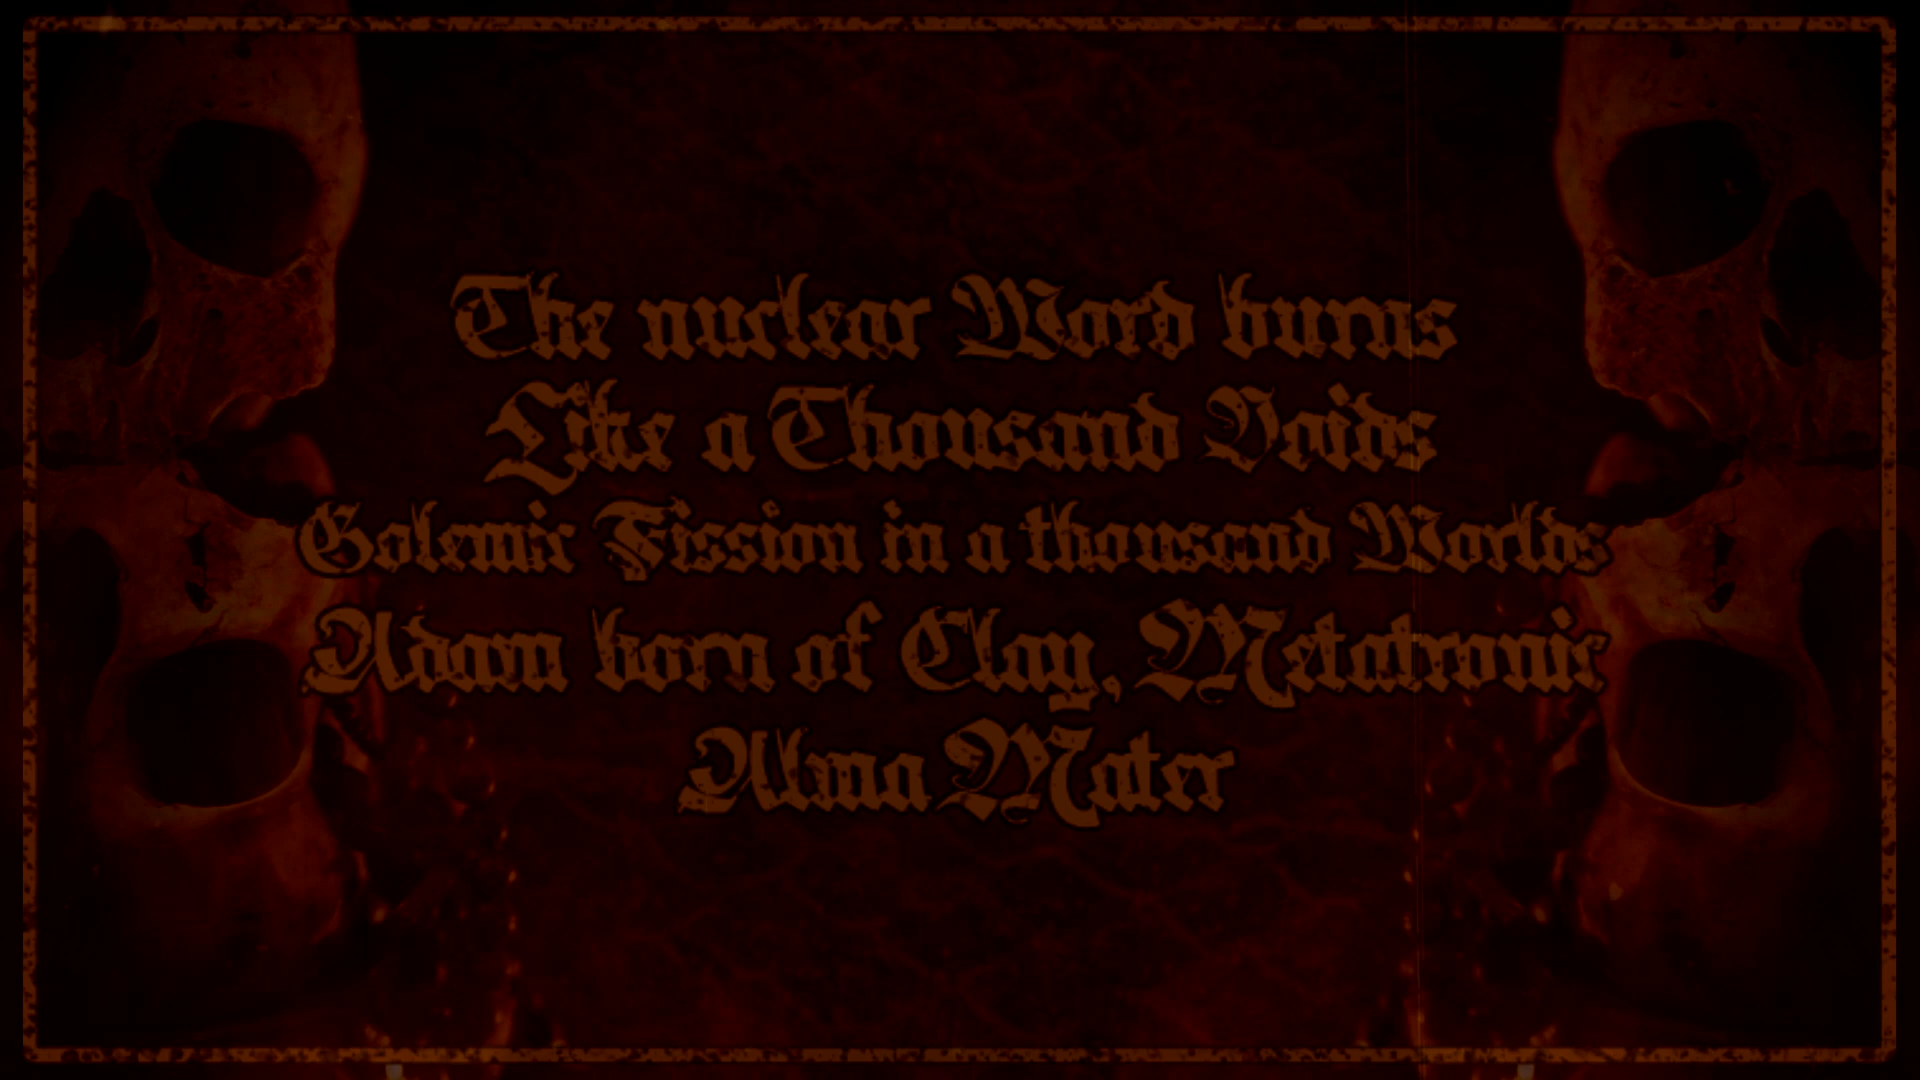 The nuclear Word burns
Like a Thousand Voids
Golemic Fission in a thousand Worlds
Adam born of Clay, Metatronic
Alma Mater